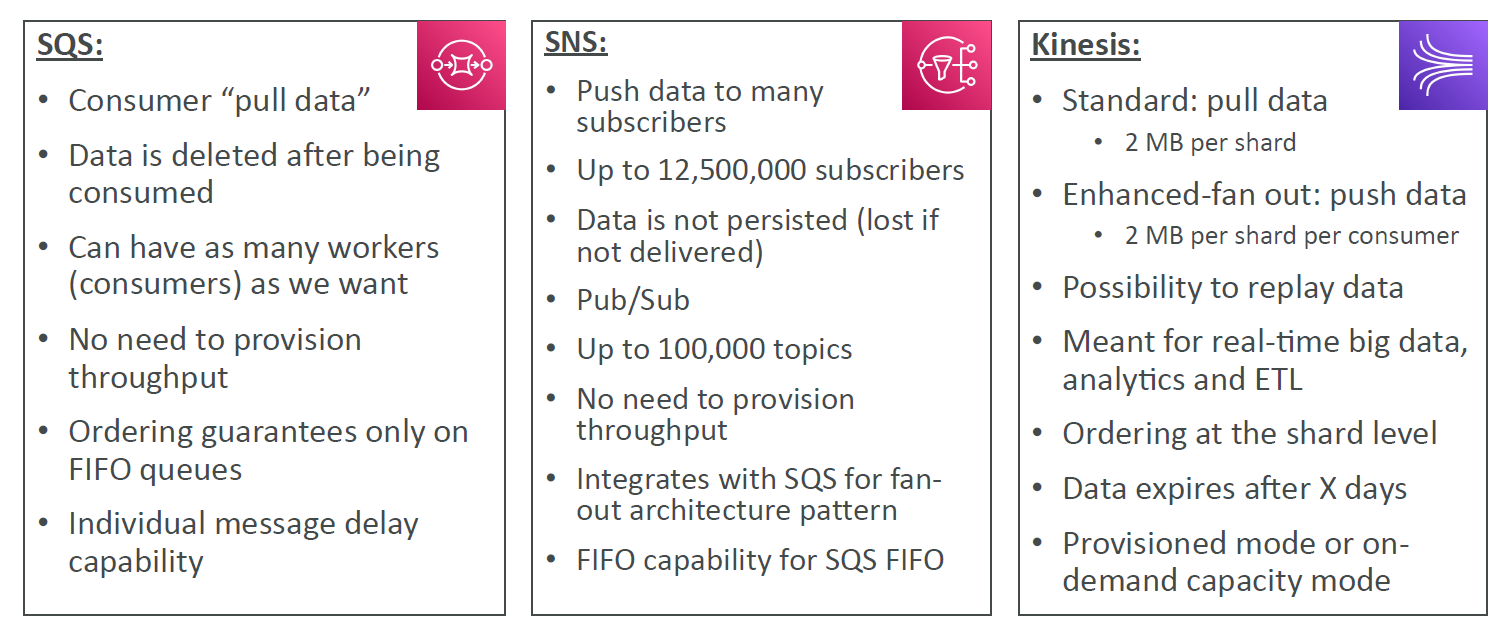 SQS:
• Consumer “pull data”
• Data is deleted after being
consumed
• Can have as many workers
(consumers) as we want
• No need to provision
throughput
• Ordering guarantees only on
FIFO queues
• Individual message delay
capability
SNS:
• Push data to many
subscribers
• Up to 12,500,000 subscribers
• Data is not persisted (lost if
not delivered)
• Pub/Sub
• Up to 100,000 topics
• No need to provision
throughput
• Integrates with SQS for fan-
out architecture pattern
• FIFO capability for SQS FIFO
Kinesis:
• Standard: pull data
• 2 MB per shard
• Enhanced-fan out: push data
• 2 MB per shard per consumer
• Possibility to replay data
• Meant for real-time big data,
analytics and ETL
• Ordering at the shard level
• Data expires after X days
• Provisioned mode or on-
demand capacity mode